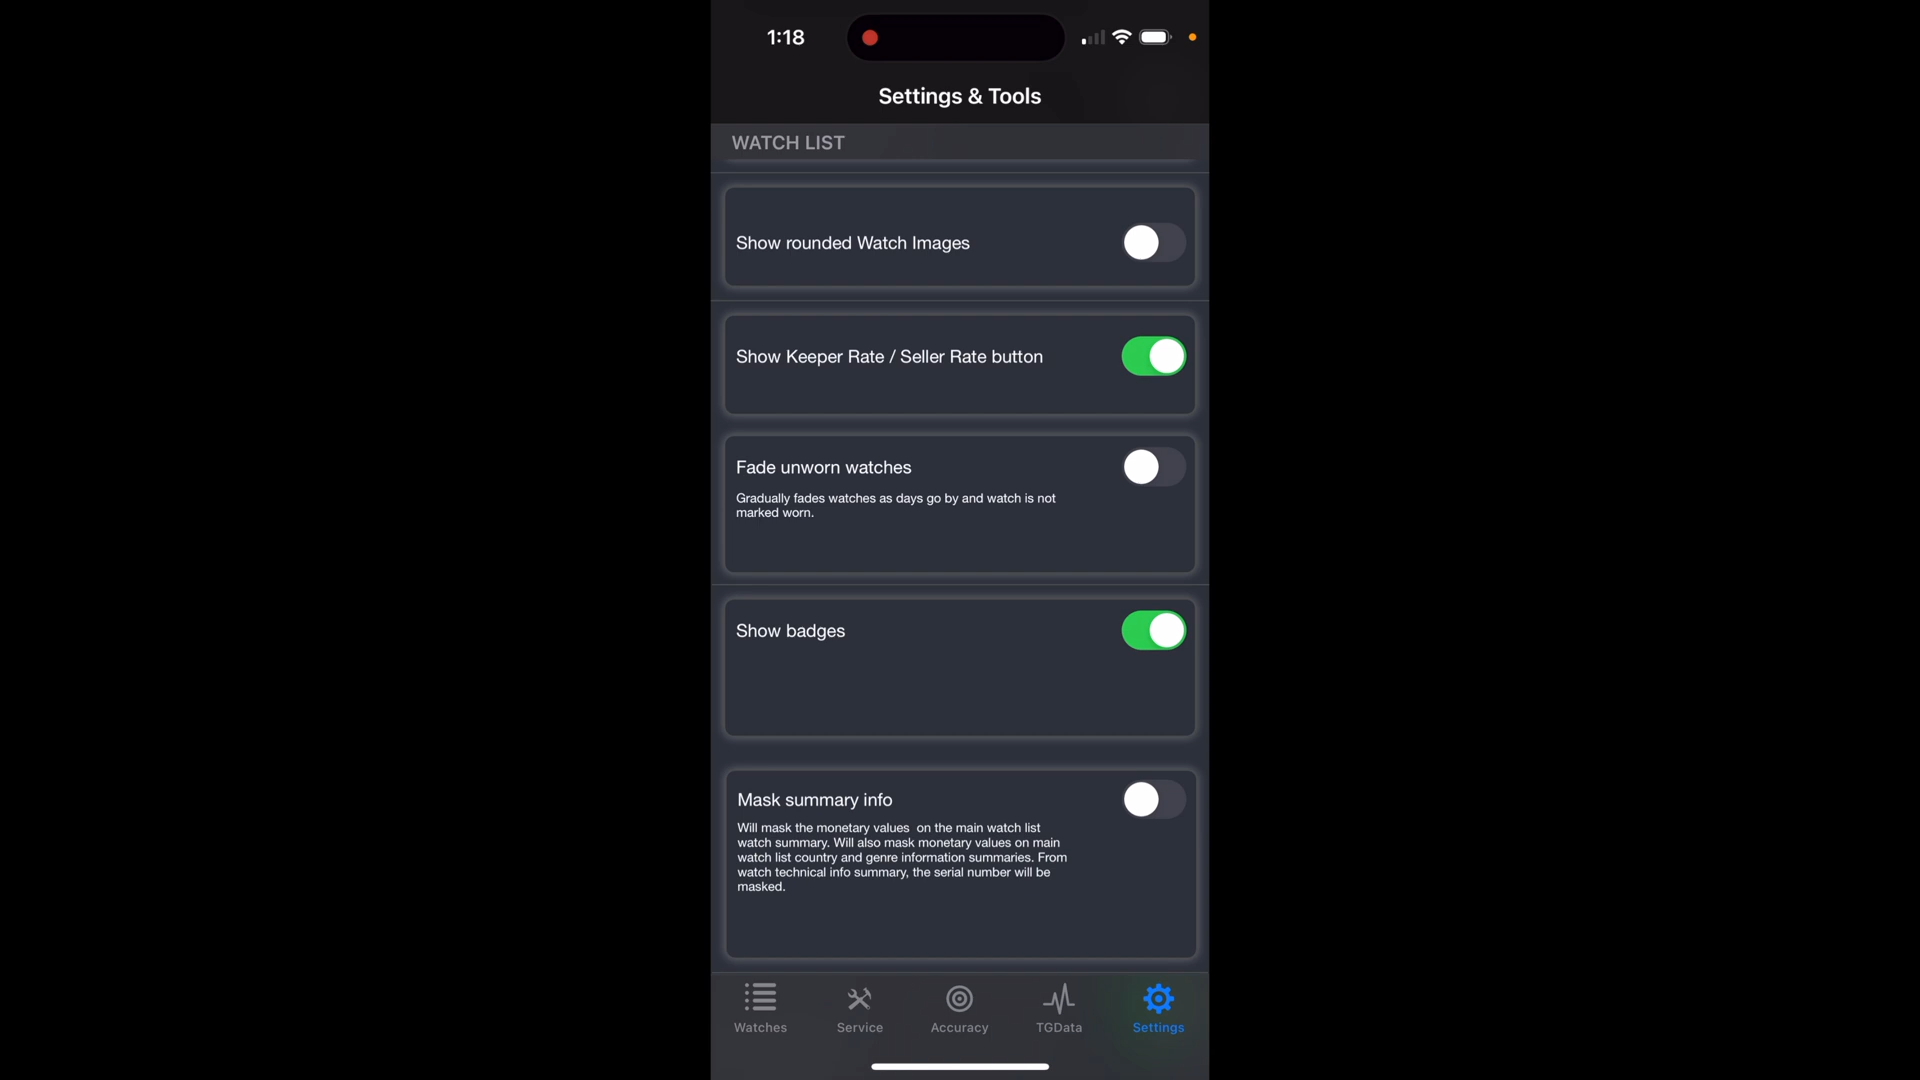 1:18
Settings & Tools
WATCH LIST
Show rounded Watch Images
Show Keeper Rate / Seller Rate button
Fade unworn watches
Gradually fades watches as days go by and watch is not
marked worn.
Show badges
Mask summary info
Will mask the monetary values  on the main watch list
watch summary. Will also mask monetary values on main
watch list country and genre information summaries. From
watch technical info summary, the serial number will be
masked.
Watches Service Accuracy TGData Settings